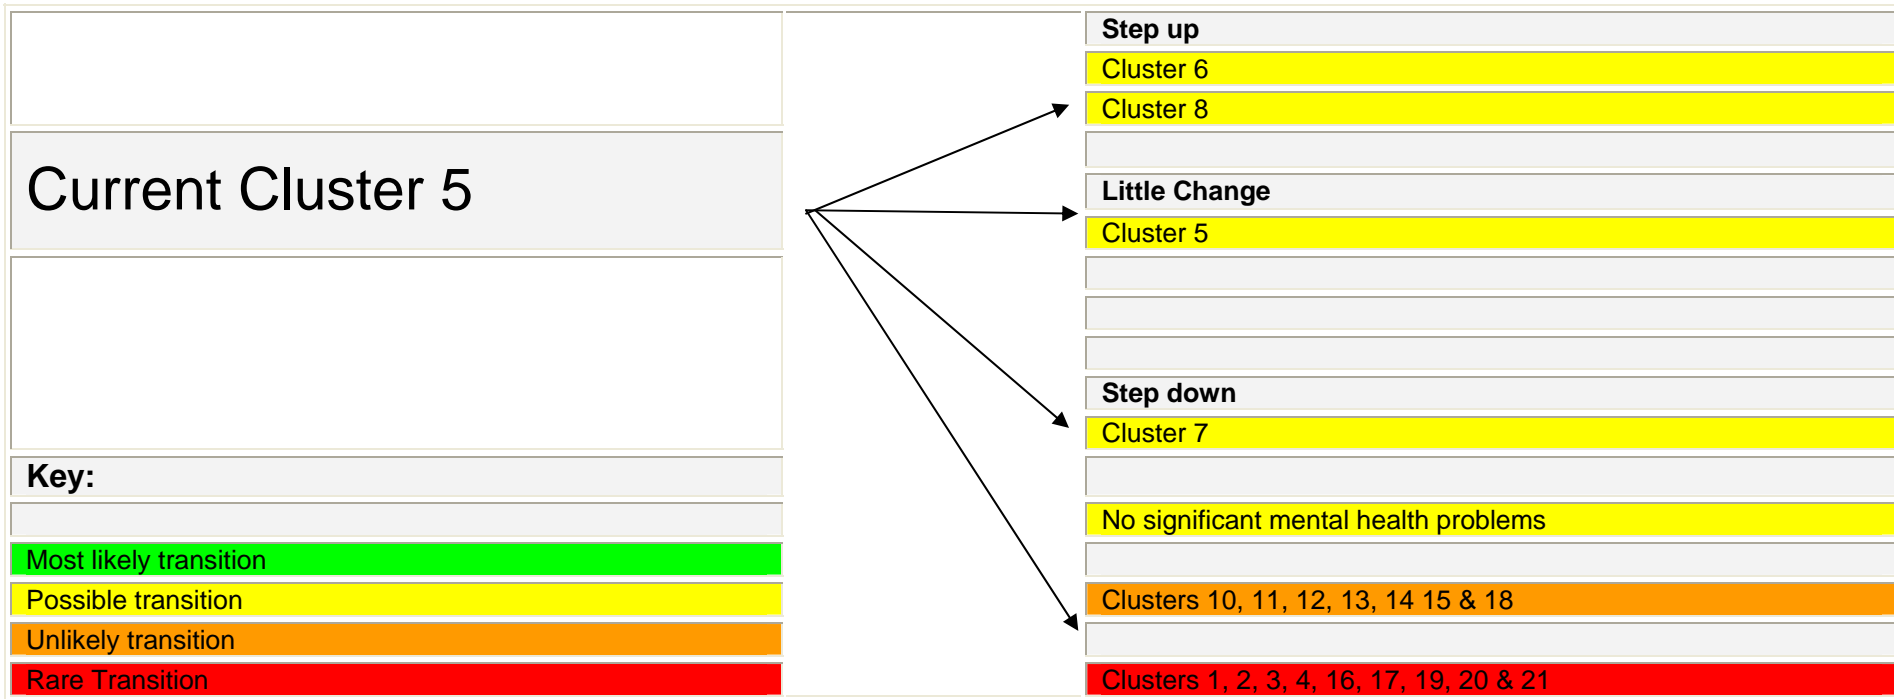 Current Cluster 5
Key:
Most likely transition
Possible transition
Unlikely transition
Rare Transition
Step up
Cluster 6
Cluster 8
Little Change
Cluster 5
Step down
Cluster 7
No significant mental health problems
Clusters 10, 11, 12, 13, 14 15 & 18
Clusters 1, 2, 3, 4, 16, 17, 19, 20 & 21